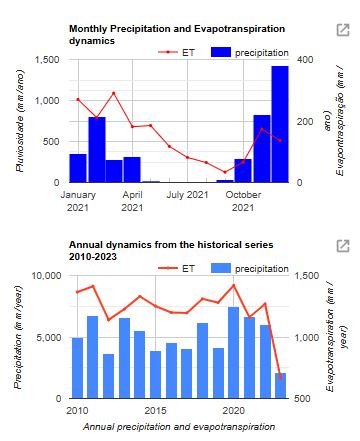 Monthly Precipitation and Evapotranspiration
dynamics
ET precipitation
1,500 400
1,000
200
500
0 0
Pluviosidade (mm/ano)
Evapontraspiração (mm /
ano)
January April July 2021 October
2021 2021 2021
Annual dynamics from the historical series
2010-2023
ET precipitation
10,000 1,500
5,000 1,000
0 500
Precipitation (m m/year)
Evapotranspiration (mm /
year)
2010 2015 2020
Annual precipitation and evapotranspiration